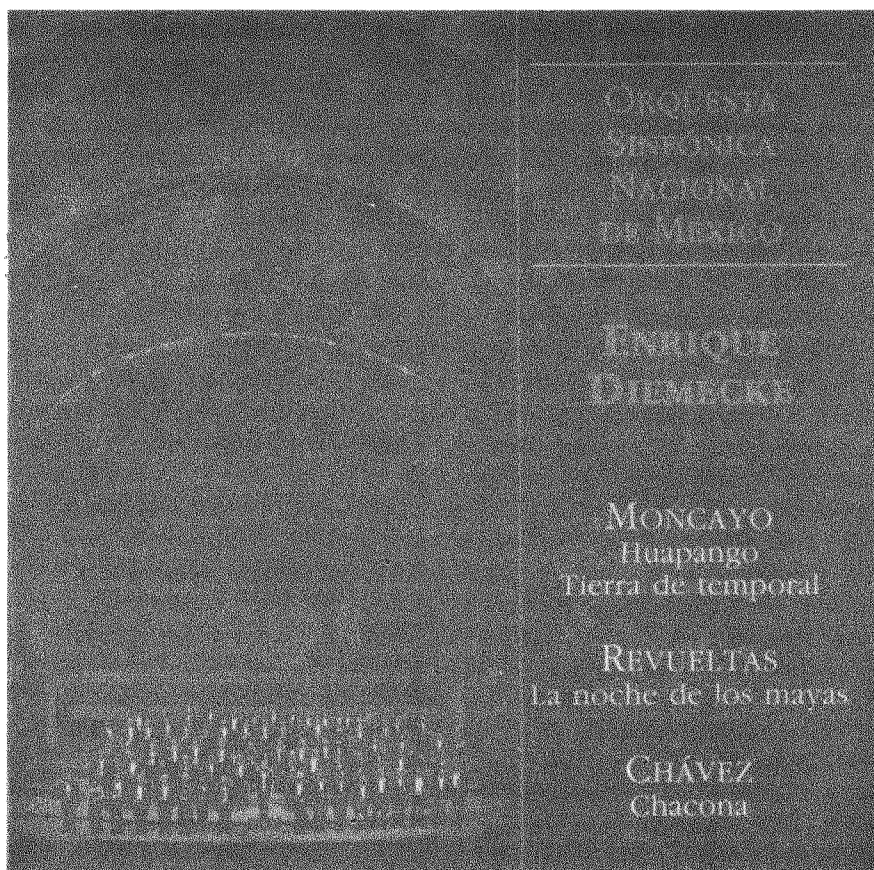 ORQUESTA
SINFÓNICA
NACIONAL
DE MEXICO
ENRIQUE
DIEMECKE
MONCAYO
Huapango
Tierra de temporal
REVUELTAS
La noche de los mayas
CHÁVEZ
Chacona